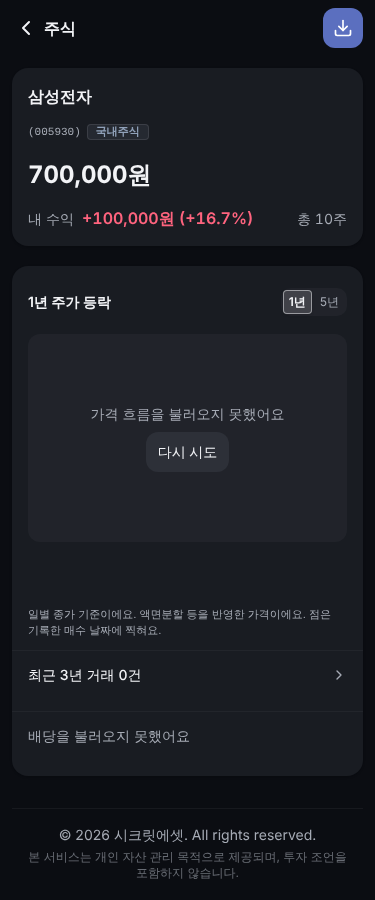 주식
삼성전자
(005930) 국내주식
700,000원
내 수익 +100,000원 (+16.7%) 총 10주
1년 주가 등락 1년 5년
가격 흐름을 불러오지 못했어요
다시 시도
일별 종가 기준이에요. 액면분할 등을 반영한 가격이에요. 점은
기록한 매수 날짜에 찍혀요.
최근 3년 거래 0건
배당을 불러오지 못했어요
© 2026 시크릿에셋. All rights reserved.
본 서비스는 개인 자산 관리 목적으로 제공되며, 투자 조언을
포함하지 않습니다.